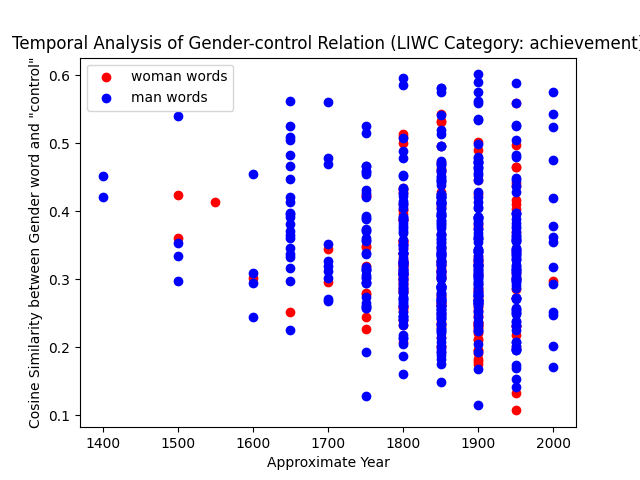 Temporal Analysis of Gender-control Relation (LIWC Category: achievement)
woman words
man words
Cosine Similarity between Gender word and "control"
0.6
0.5
0.4
0.3
0.2
0.1
1400 1500 1600 1700 1800 1900 2000
Approximate Year